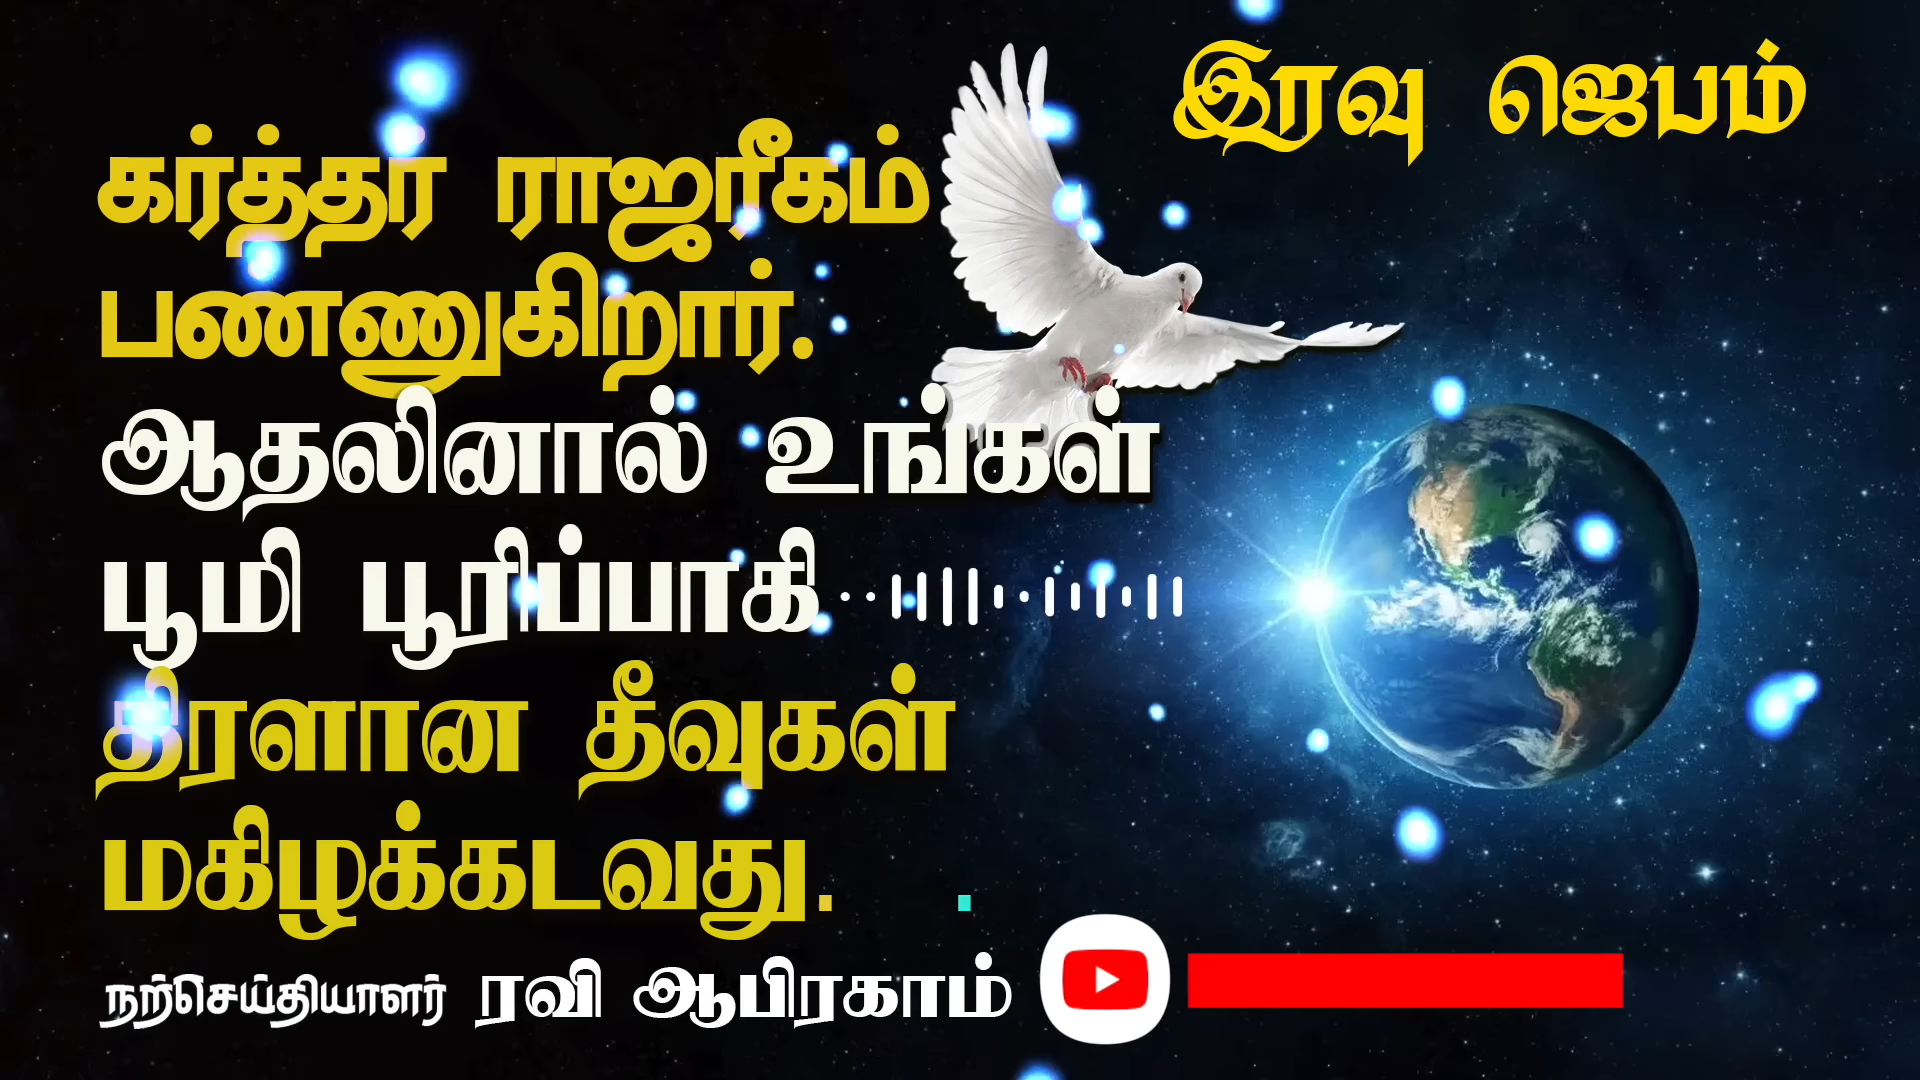 இரவு ஜெபம்
கர்த்தர் ராஜரீகம்
பண்ணுகிறார்.
ஆதலினால் உங்கள்
பூமி பூரிப்பாகி
திரளான தீவுகள்
மகிழக்கடவது.
நற்செய்தியாளர் ரவி ஆபிரகாம்